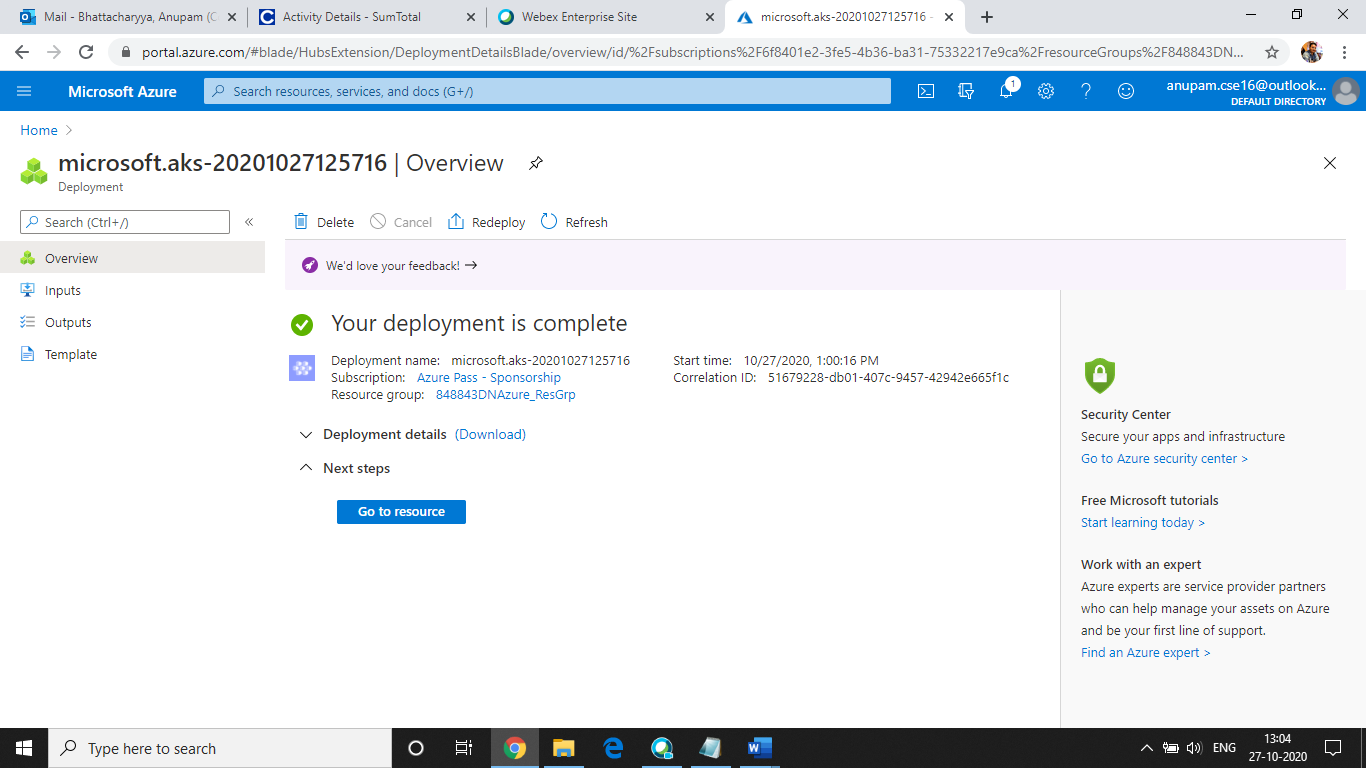 Mail - Bhattacharyya, Anupam (C
Activity Details - SumTotal
Webex Enterprise Site
microsoft.aks-20201027125716 -
portal.azure.com/#blade/HubsExtension/DeploymentDetailsBlade/overview/id/%2Fsubscriptions%2F6f8401e2-3fe5-4b36-ba31-75332217e9ca%2FresourceGroups%2F848843DN...
Microsoft Azure
Search resources, services, and docs (G+/)
1
anupam.cse16@outlook...
DEFAULT DIRECTORY
Home
microsoft.aks-20201027125716 | Overview
Deployment
Search (Ctrl+/)
Delete
Cancel
Redeploy
Refresh
Overview
Inputs
Outputs
Template
We'd love your feedback! →
Your deployment is complete
Deployment name: microsoft.aks-20201027125716
Subscription: Azure Pass - Sponsorship
Resource group: 848843DNAzure_ResGrp
Start time: 10/27/2020, 1:00:16 PM
Correlation ID: 51679228-db01-407c-9457-42942e665f1c
Deployment details (Download)
Next steps
Go to resource
Security Center
Secure your apps and infrastructure
Go to Azure security center >
Free Microsoft tutorials
Start learning today >
Work with an expert
Azure experts are service provider partners
who can help manage your assets on Azure
and be your first line of support.
Find an Azure expert >
Type here to search
ENG
13:04
27-10-2020